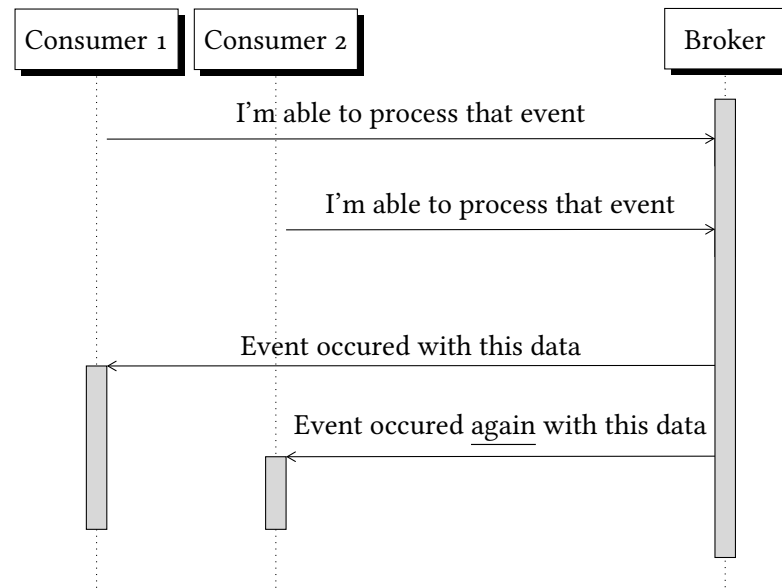 Consumer 1
Consumer 2
Broker
I'm able to process that event
I'm able to process that event
Event occured with this data
Event occured again with this data